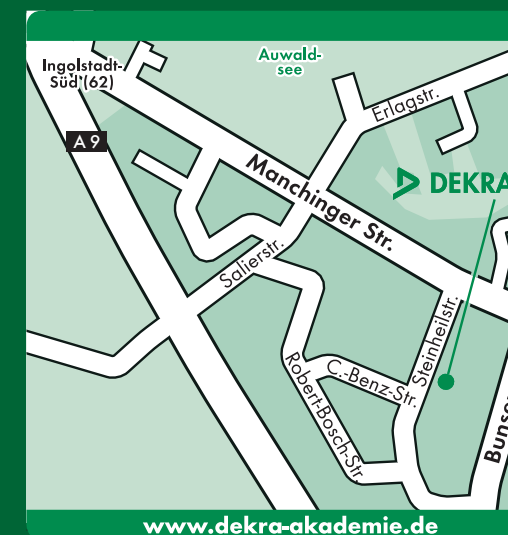 Auwald-
see
Ingolstadt-
Süd (62)
Erlagstr.
A 9
Manchinger Str.
DEKRA
Salierstr.
Steinheilstr.
C.-Benz-Str.
Robert-Bosch-Str.
Bunse
www.dekra-akademie.de